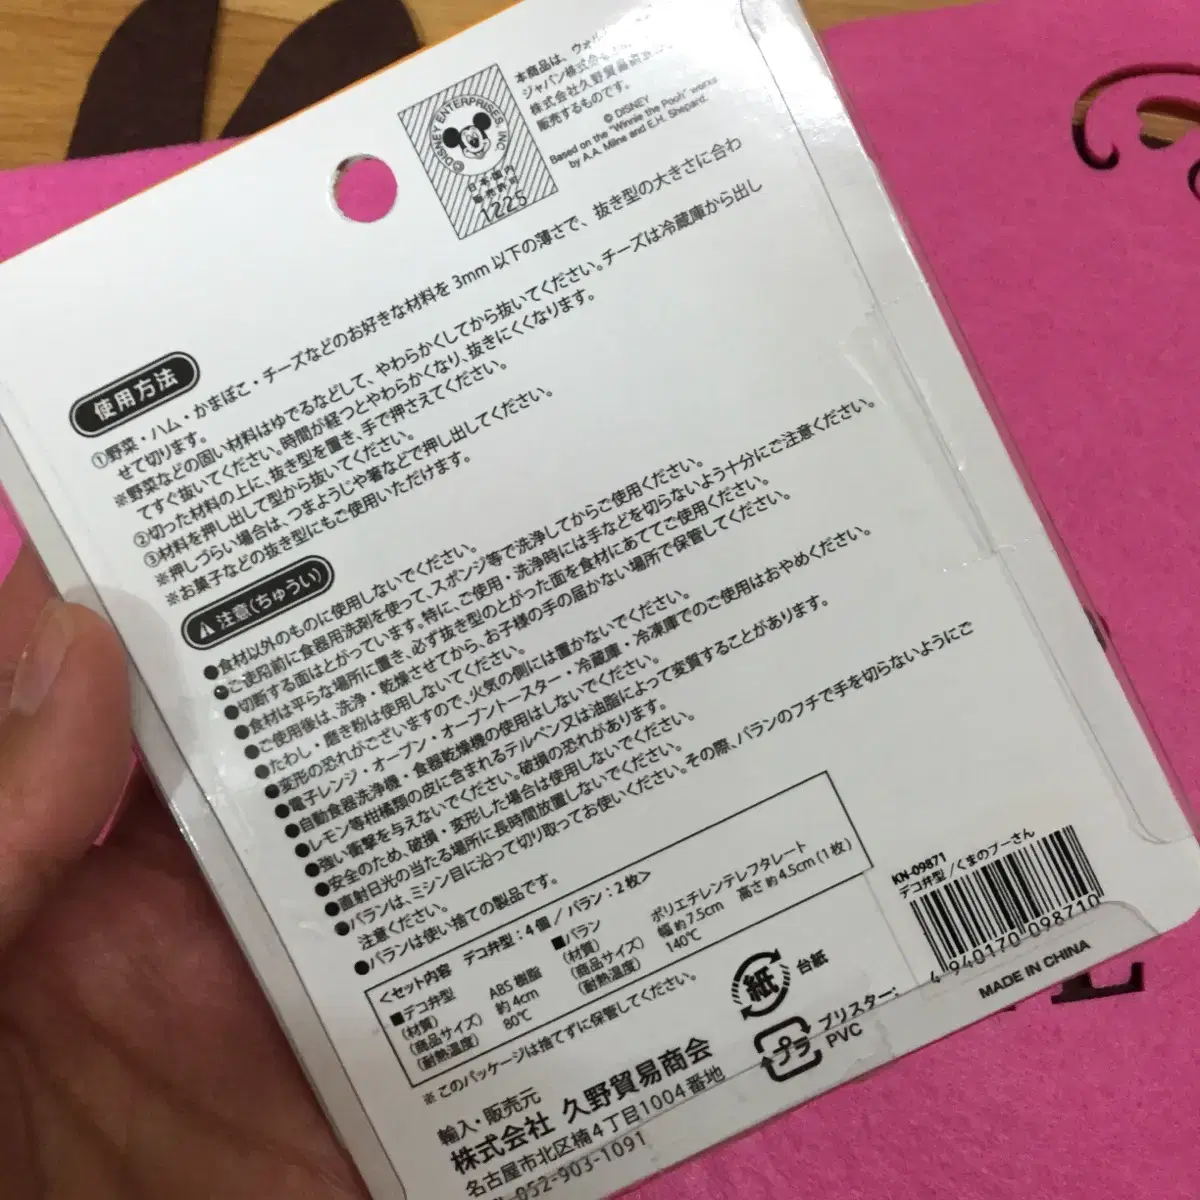 本商品は、ウォル
ジャパン株式会社
株式会社久野貿易商
販売するものです。
© DISNEY
Based on the "Winnie the Pooh" works
by A.A. Milne and E.H. Shepard.
© DISNEY ENTERPRISES, INC.
日本国内
販売許可
1225
使用方法
①野菜・ハム・かまぼこ・チーズなどのお好きな材料を3mm以下の薄さで、抜き型の大きさに合わ
せて切ります。
※野菜などの固い材料はゆでるなどして、やわらかくしてから抜いてください。チーズは冷蔵庫から出し
てすぐ抜いてください。時間が経つとやわらかくなり、抜きにくくなります。
②切った材料の上に、抜き型を置き、手で押さえてください。
③材料を押し出して型から抜いてください。
※押しづらい場合は、つまようじや箸などで押し出してください。
※お菓子などの抜き型にもご使用いただけます。
注意(ちゅうい)
●食材以外のものに使用しないでください。
●ご使用前に食器用洗剤を使って、スポンジ等で洗浄してからご使用ください。
●切断する面はとがっています。特に、ご使用・洗浄時には手などを切らないよう十分にご注意ください。
●食材は平らな場所に置き、必ず抜き型のとがった面を食材にあててご使用ください。
●ご使用後は、洗浄・乾燥させてから、お子様の手の届かない場所で保管してください。
●たわし・磨き粉は使用しないでください。
●変形の恐れがございますので、火気の側には置かないでください。
●電子レンジ・オーブン・オーブントースター・冷蔵庫・冷凍庫でのご使用はおやめください。
●自動食器洗浄機・食器乾燥機の使用はしないでください。
●レモン等柑橘類の皮に含まれるテルペン又は油脂によって変質することがあります。
●強い衝撃を与えないでください。破損の恐れがあります。
●安全のため、破損・変形した場合は使用しないでください。
●直射日光の当たる場所に長時間放置しないでください。
●バランは、ミシン目に沿って切り取ってお使いください。その際、バランのフチで手を切らないようにご
注意ください。
●バランは使い捨ての製品です。
<セット内容 デコ弁型:4個 / バラン:2枚>
■デコ弁型
(材質) ABS樹脂
(商品サイズ) 約4cm
(耐熱温度) 80℃
■バラン
(材質) ポリエチレンテレフタレート
(商品サイズ) 幅約7.5cm 高さ約4.5cm(1枚)
(耐熱温度) 140℃
※このパッケージは捨てずに保管してください。
輸入・販売元
株式会社 久野貿易商会
名古屋市北区楠4丁目1004番地
052-903-1091
紙
台紙
プラ
ブリスター:
PVC
KN-09871
デコ弁型/くまのプーさん
4 940170 098710
MADE IN CHINA